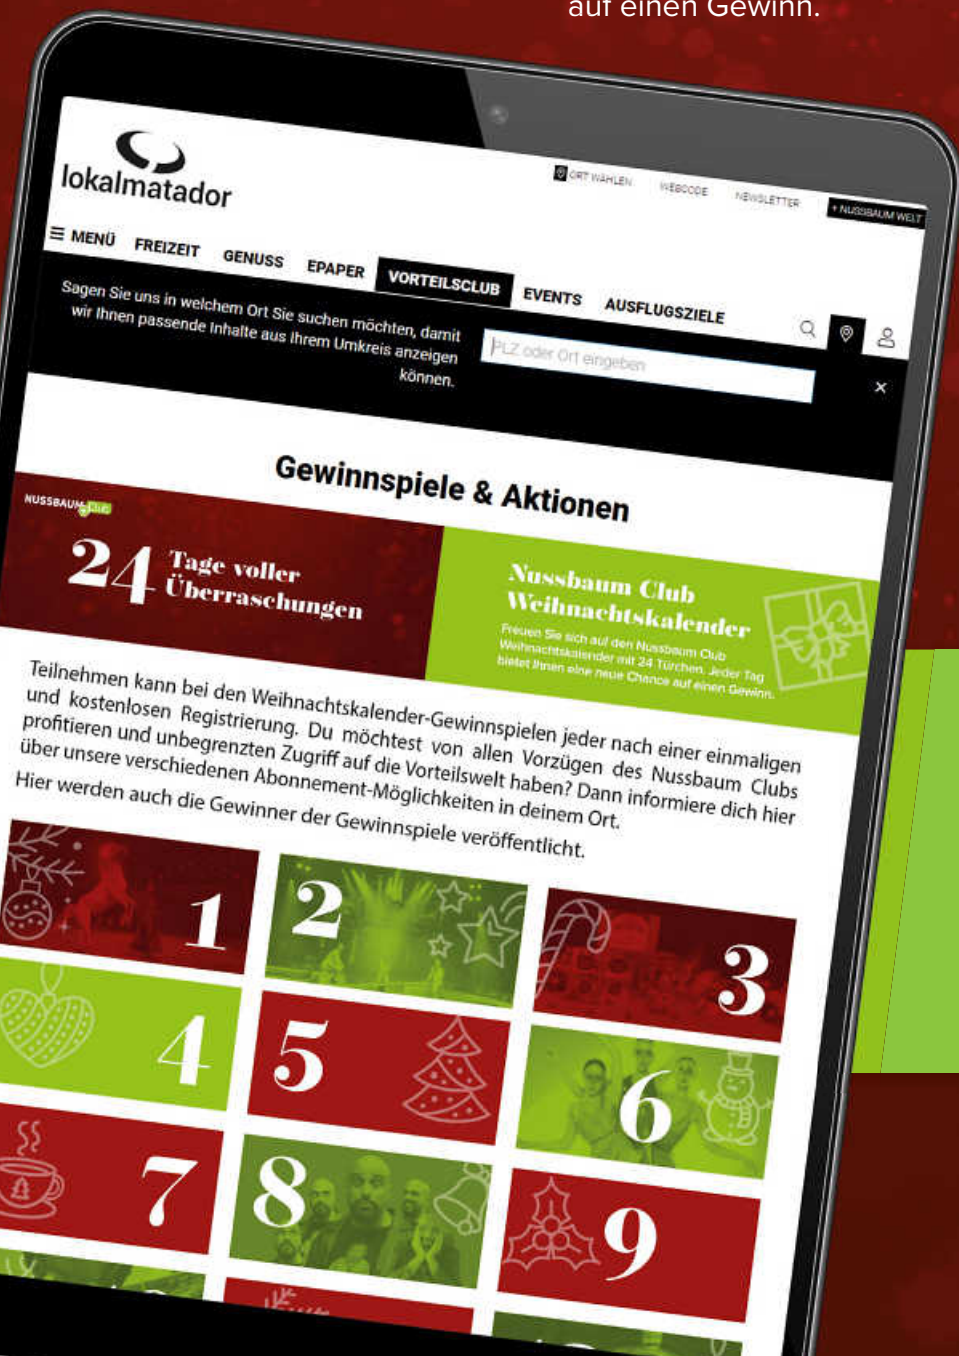 auf einen Gewinn.
lokalmatador
ORT WÄHLEN WEBCODE NEWSLETTER + NUSSBAUM WELT
MENÜ FREIZEIT GENUSS EPAPER VORTEILSCLUB EVENTS AUSFLUGSZIELE
Sagen Sie uns in welchem Ort Sie suchen möchten, damit
wir Ihnen passende Inhalte aus Ihrem Umkreis anzeigen
können.
PLZ oder Ort eingeben
×
Gewinnspiele & Aktionen
NUSSBAUM Club
24 Tage voller
Überraschungen
Nussbaum Club
Weihnachtskalender
Freuen Sie sich auf den Nussbaum Club
Weihnachtskalender mit 24 Türchen. Jeder Tag
bietet Ihnen eine neue Chance auf einen Gewinn.
Teilnehmen kann bei den Weihnachtskalender-Gewinnspielen jeder nach einer einmaligen
und kostenlosen Registrierung. Du möchtest von allen Vorzügen des Nussbaum Clubs
profitieren und unbegrenzten Zugriff auf die Vorteilswelt haben? Dann informiere dich hier
über unsere verschiedenen Abonnement-Möglichkeiten in deinem Ort.
Hier werden auch die Gewinner der Gewinnspiele veröffentlicht.
1 2 3
4 5 6
7 8 9